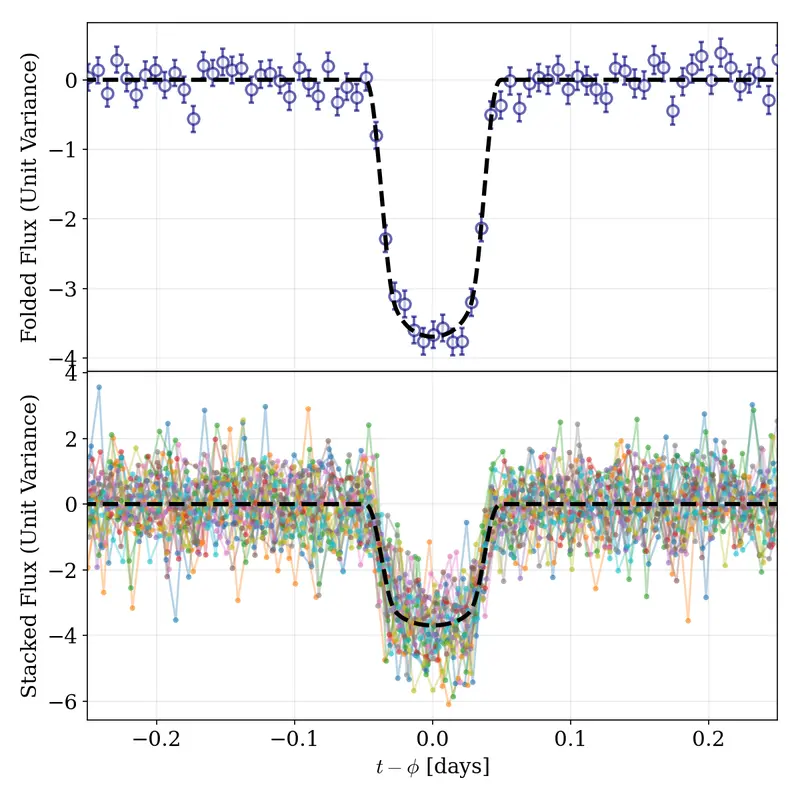 Folded Flux (Unit Variance)
0
−1
−2
−3
−4
Stacked Flux (Unit Variance)
4
2
0
−2
−4
−6
−0.2 −0.1 0.0 0.1 0.2
t − ϕ [days]